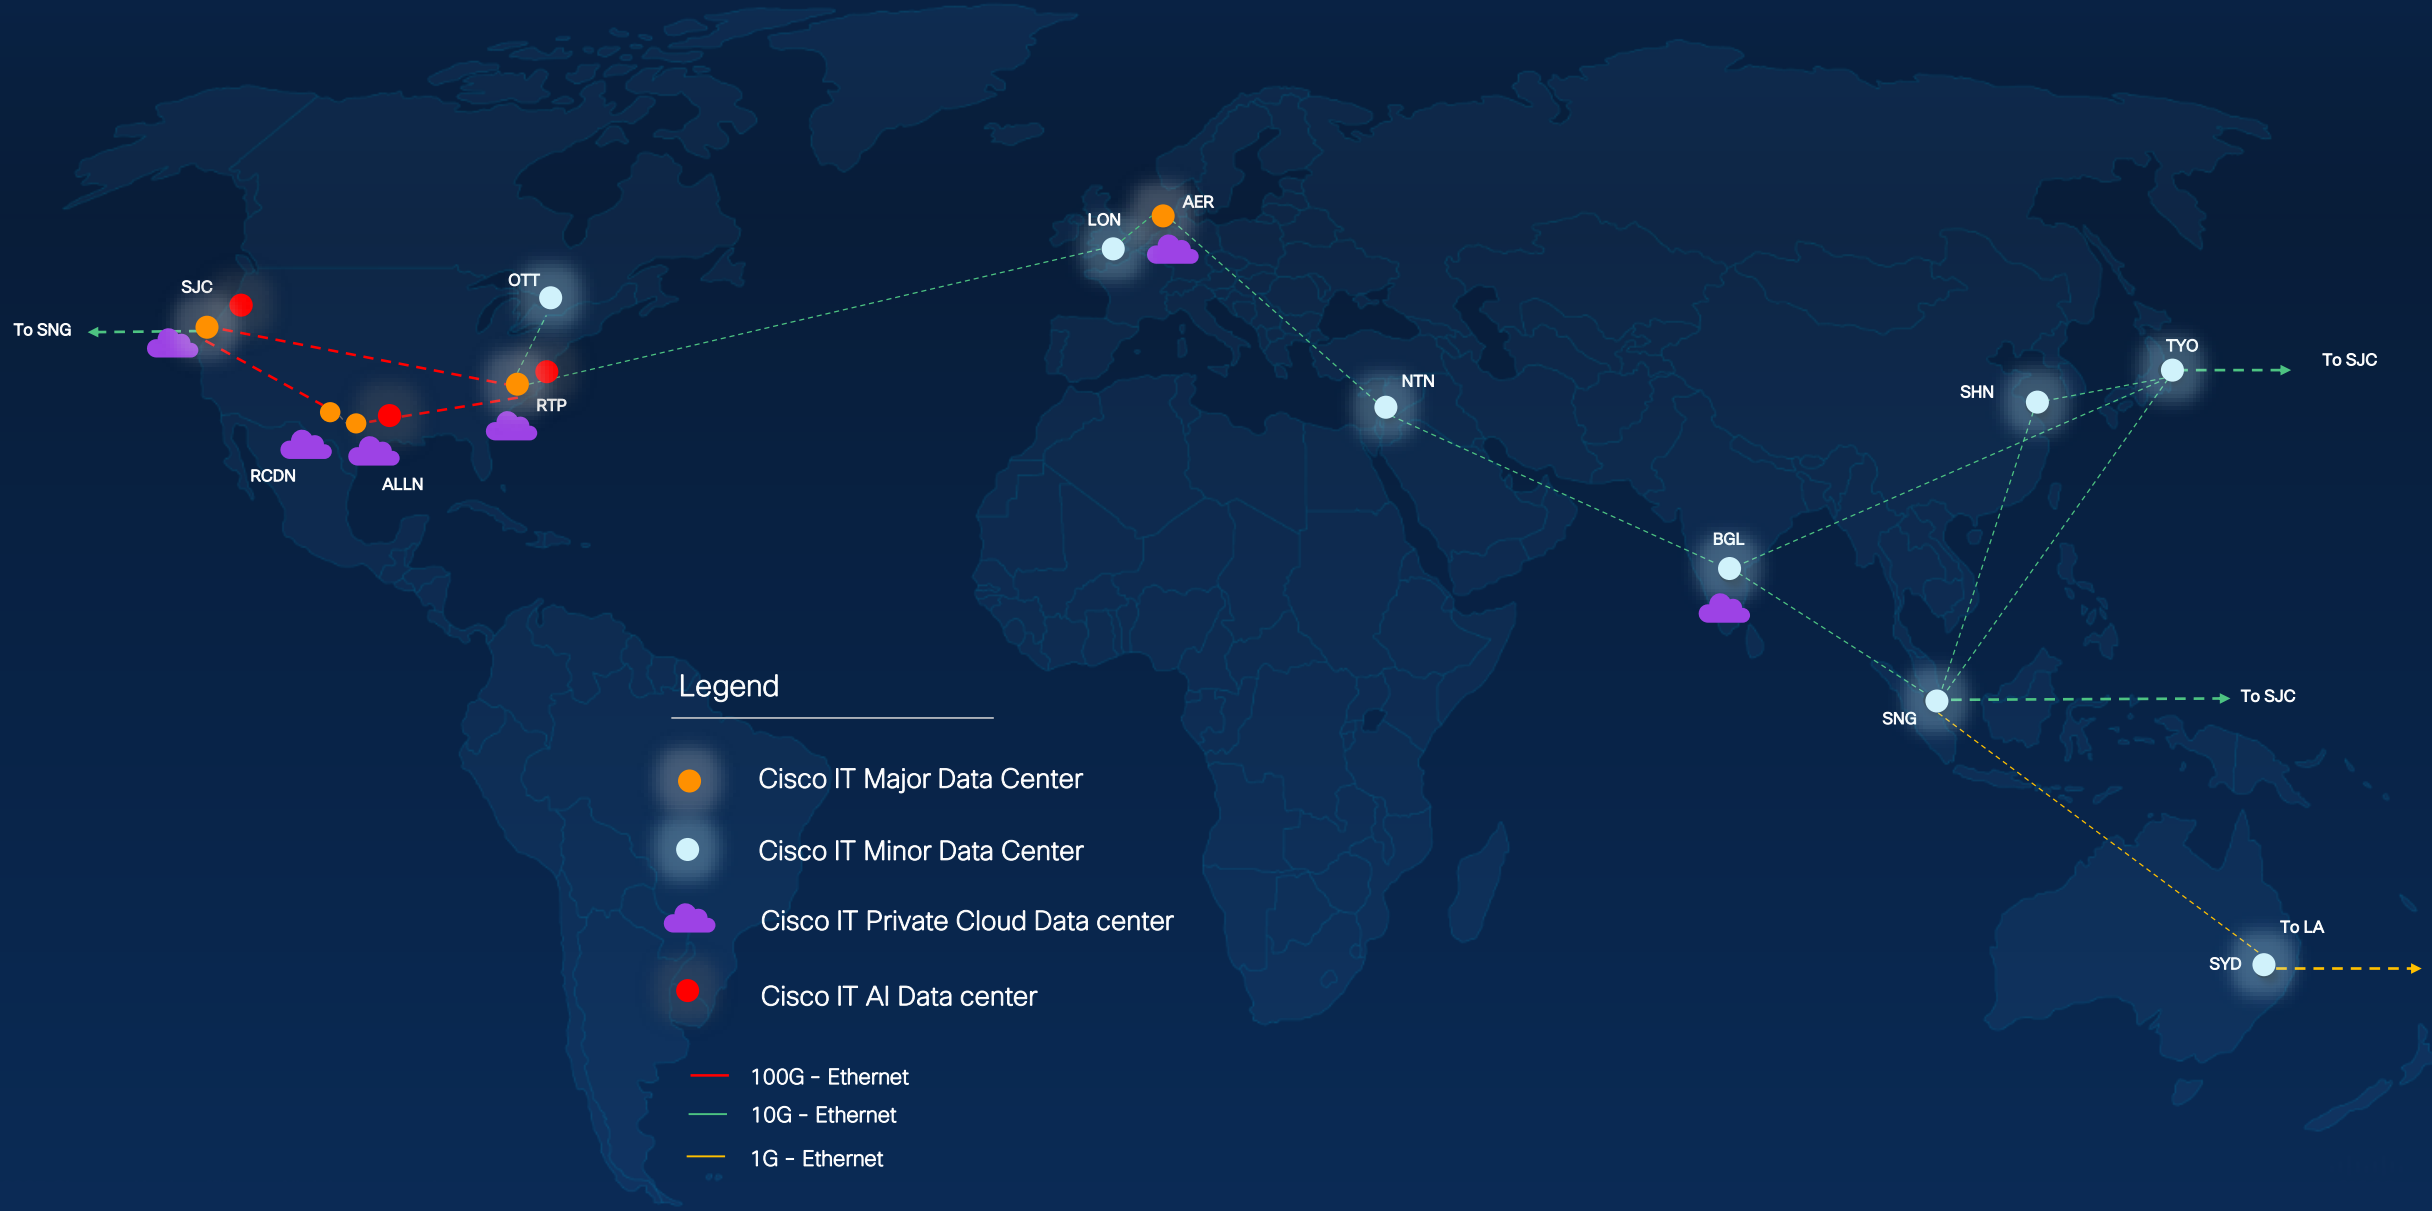 AER
LON
OTT
SJC
To SNG
TYO
To SJC
NTN
SHN
RTP
RCDN
ALLN
BGL
To SJC
SNG
Legend
Cisco IT Major Data Center
Cisco IT Minor Data Center
Cisco IT Private Cloud Data center
To LA
SYD
Cisco IT AI Data center
100G - Ethernet
10G - Ethernet
1G - Ethernet